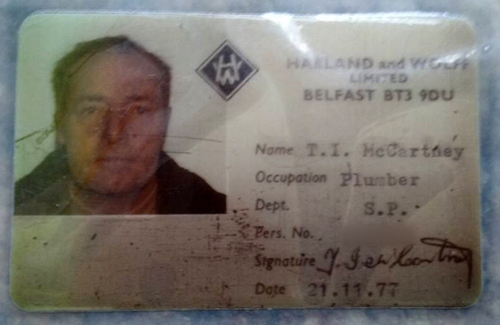 HW
HARLAND and WOLFF
LIMITED
BELFAST BT3 9DU
Name T.I. McCartney
Occupation Plumber
Dept. S.P.
Pers. No.
Signature
Date 21.11.77